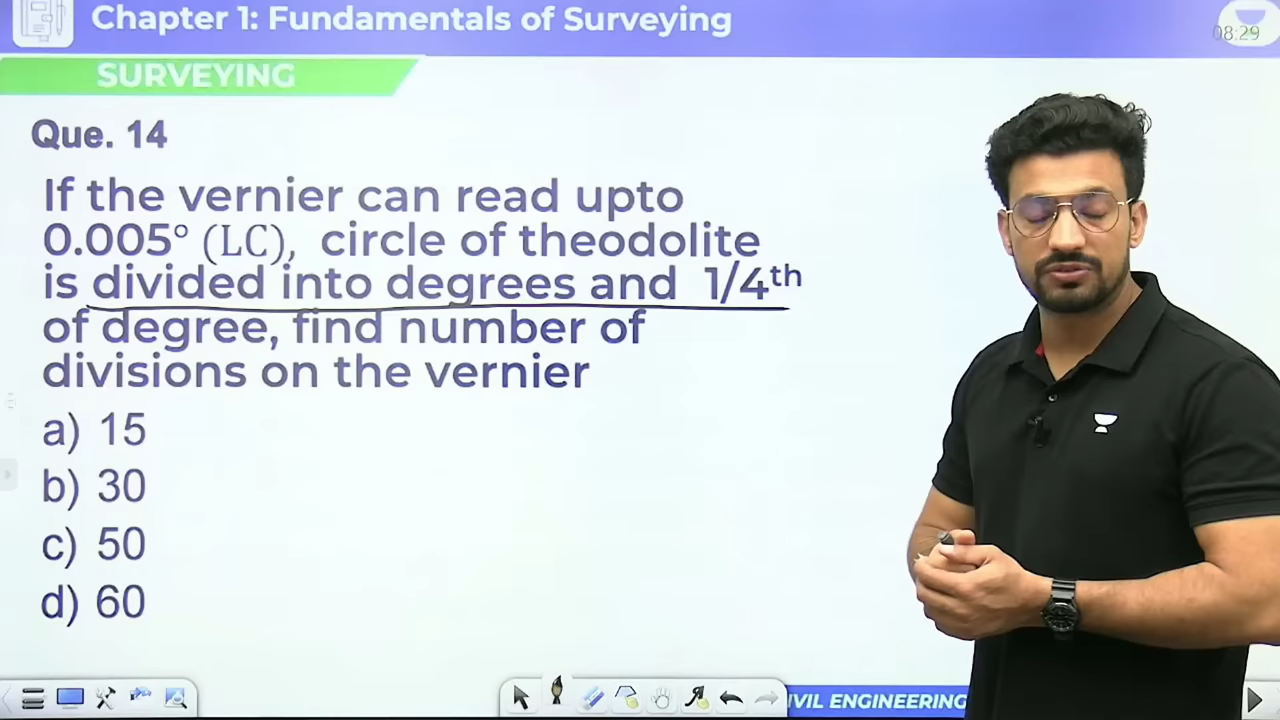 Chapter 1: Fundamentals of Surveying
08:29
SURVEYING
Que. 14
If the vernier can read upto
0.005° (LC), circle of theodolite
is divided into degrees and 1/4th
of degree, find number of
divisions on the vernier
a) 15
b) 30
c) 50
d) 60
IVIL ENGINEERING